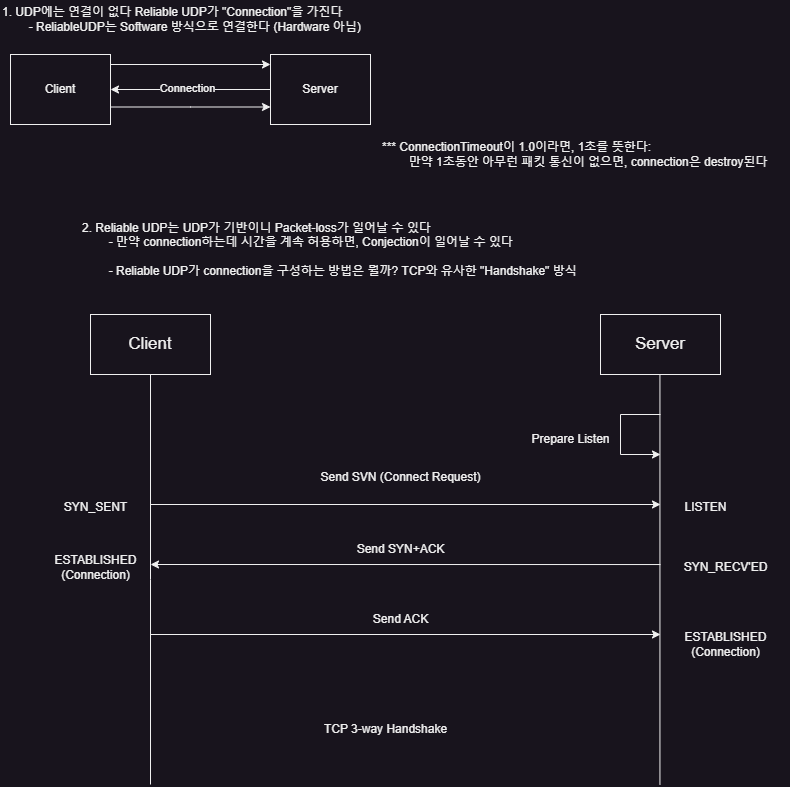 1. UDP에는 연결이 없다 Reliable UDP가 "Connection"을 가진다
- ReliableUDP는 Software 방식으로 연결한다 (Hardware 아님)
Client
Connection
Server
*** ConnectionTimeout이 1.0이라면, 1초를 뜻한다:
만약 1초동안 아무런 패킷 통신이 없으면, connection은 destroy된다
2. Reliable UDP는 UDP가 기반이니 Packet-loss가 일어날 수 있다
- 만약 connection하는데 시간을 계속 허용하면, Conjection이 일어날 수 있다
- Reliable UDP가 connection을 구성하는 방법은 뭘까? TCP와 유사한 "Handshake" 방식
Client
Server
Prepare Listen
Send SVN (Connect Request)
SYN_SENT
LISTEN
Send SYN+ACK
ESTABLISHED
(Connection)
SYN_RECV'ED
Send ACK
ESTABLISHED
(Connection)
TCP 3-way Handshake